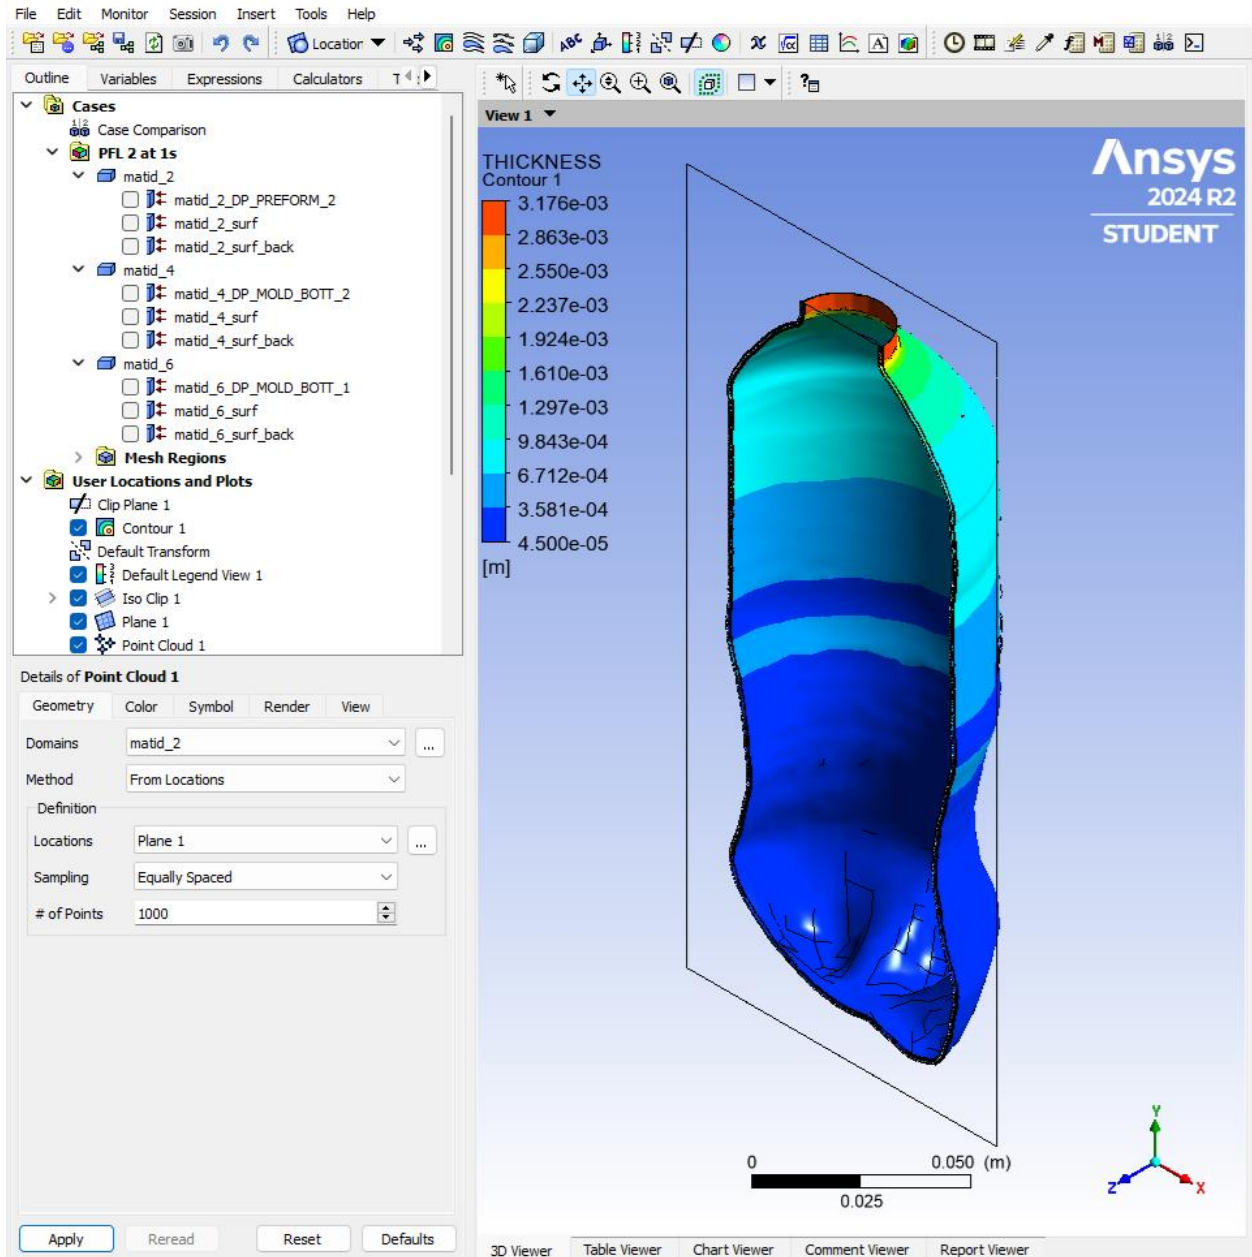 File Edit Monitor Session Insert Tools Help
Location
Outline Variables Expressions Calculators T
Cases
Case Comparison
PFL 2 at 1s
matid_2
matid_2_DP_PREFORM_2
matid_2_surf
matid_2_surf_back
matid_4
matid_4_DP_MOLD_BOTT_2
matid_4_surf
matid_4_surf_back
matid_6
matid_6_DP_MOLD_BOTT_1
matid_6_surf
matid_6_surf_back
Mesh Regions
User Locations and Plots
Clip Plane 1
Contour 1
Default Transform
Default Legend View 1
Iso Clip 1
Plane 1
Point Cloud 1
Details of Point Cloud 1
Geometry Color Symbol Render View
Domains matid_2 ...
Method From Locations
Definition
Locations Plane 1 ...
Sampling Equally Spaced
# of Points 1000
Apply Reread Reset Defaults
View 1
THICKNESS
Contour 1
3.176e-03
2.863e-03
2.550e-03
2.237e-03
1.924e-03
1.610e-03
1.297e-03
9.843e-04
6.712e-04
3.581e-04
4.500e-05
[m]
Ansys
2024 R2
STUDENT
0 0.050 (m)
0.025
Y
Z X
3D Viewer Table Viewer Chart Viewer Comment Viewer Report Viewer